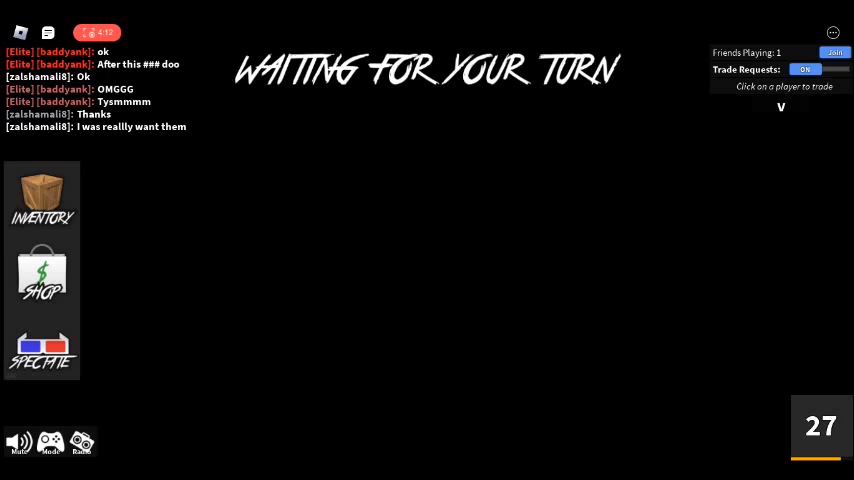 4:12
[Elite] [baddyank]: ok
[Elite] [baddyank]: After this ### doo
[zalshamali8]: Ok
[Elite] [baddyank]: OMGGG
[Elite] [baddyank]: Tysmmmm
[zalshamali8]: Thanks
[zalshamali8]: I was reallly want them
WAITING FOR YOUR TURN
Friends Playing: 1
Join
Trade Requests:
ON
Click on a player to trade
v
INVENTORY
$
SHOP
SPECTATE
Mute
Mode
Radio
27